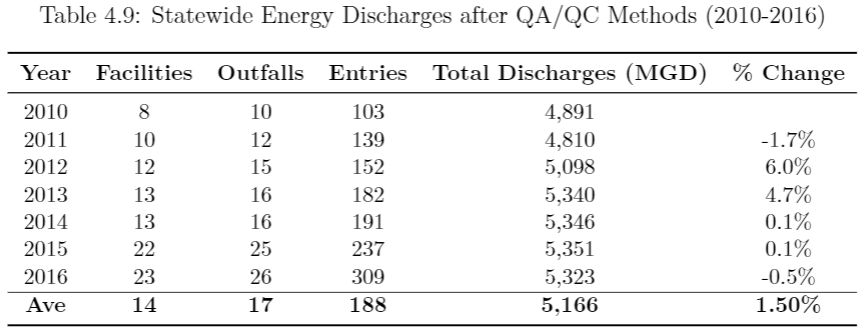 Table 4.9: Statewide Energy Discharges after QA/QC Methods (2010-2016)
Year Facilities Outfalls Entries Total Discharges (MGD) % Change
2010 8 10 103 4,891
2011 10 12 139 4,810 -1.7%
2012 12 15 152 5,098 6.0%
2013 13 16 182 5,340 4.7%
2014 13 16 191 5,346 0.1%
2015 22 25 237 5,351 0.1%
2016 23 26 309 5,323 -0.5%
Ave 14 17 188 5,166 1.50%